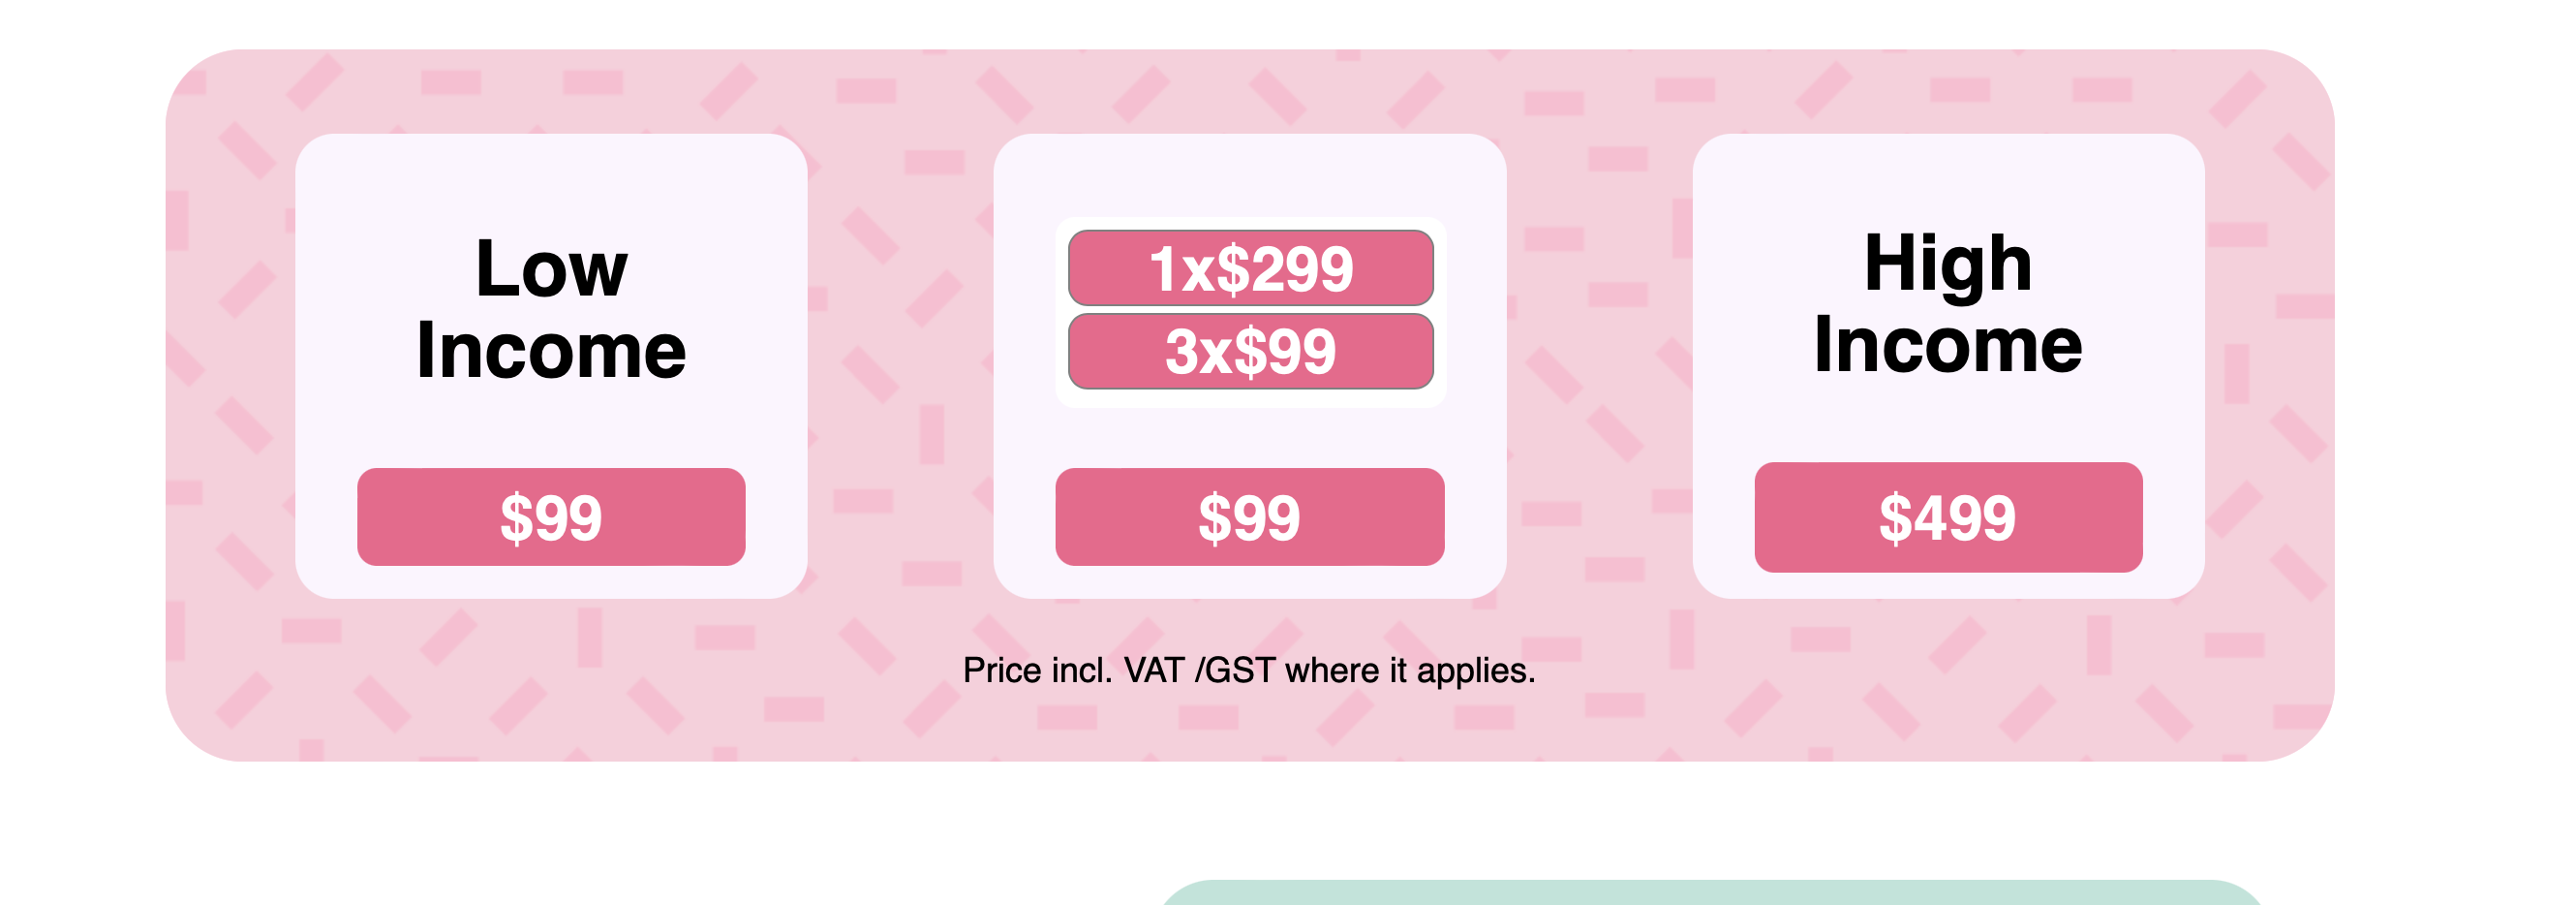 Low
Income
$99
1x$299
3x$99
$99
High
Income
$499
Price incl. VAT /GST where it applies.